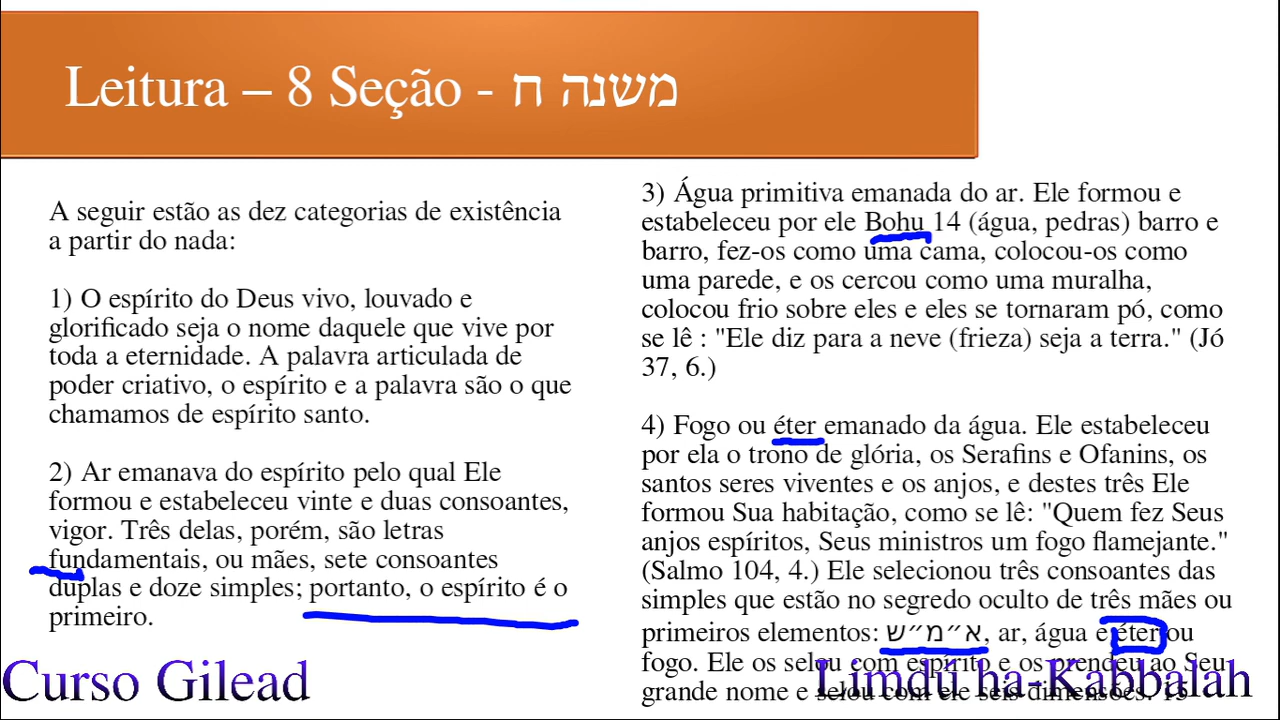 Leitura – 8 Seção - משנה ח
A seguir estão as dez categorias de existência
a partir do nada:
1) O espírito do Deus vivo, louvado e
glorificado seja o nome daquele que vive por
toda a eternidade. A palavra articulada de
poder criativo, o espírito e a palavra são o que
chamamos de espírito santo.
2) Ar emanava do espírito pelo qual Ele
formou e estabeleceu vinte e duas consoantes,
vigor. Três delas, porém, são letras
fundamentais, ou mães, sete consoantes
duplas e doze simples; portanto, o espírito é o
primeiro.
3) Água primitiva emanada do ar. Ele formou e
estabeleceu por ele Bohu 14 (água, pedras) barro e
barro, fez-os como uma cama, colocou-os como
uma parede, e os cercou como uma muralha,
colocou frio sobre eles e eles se tornaram pó, como
se lê : "Ele diz para a neve (frieza) seja a terra." (Jó
37, 6.)
4) Fogo ou éter emanado da água. Ele estabeleceu
por ela o trono de glória, os Serafins e Ofanins, os
santos seres viventes e os anjos, e destes três Ele
formou Sua habitação, como se lê: "Quem fez Seus
anjos espíritos, Seus ministros um fogo flamejante."
(Salmo 104, 4.) Ele selecionou três consoantes das
simples que estão no segredo oculto de três mães ou
primeiros elementos: א״מ״ש, ar, água e éter ou
fogo. Ele os selou com espírito e os prendeu ao Seu
grande nome e selou com ele seis dimensões. 15
Curso Gilead
Limdú ha-Kabbalah